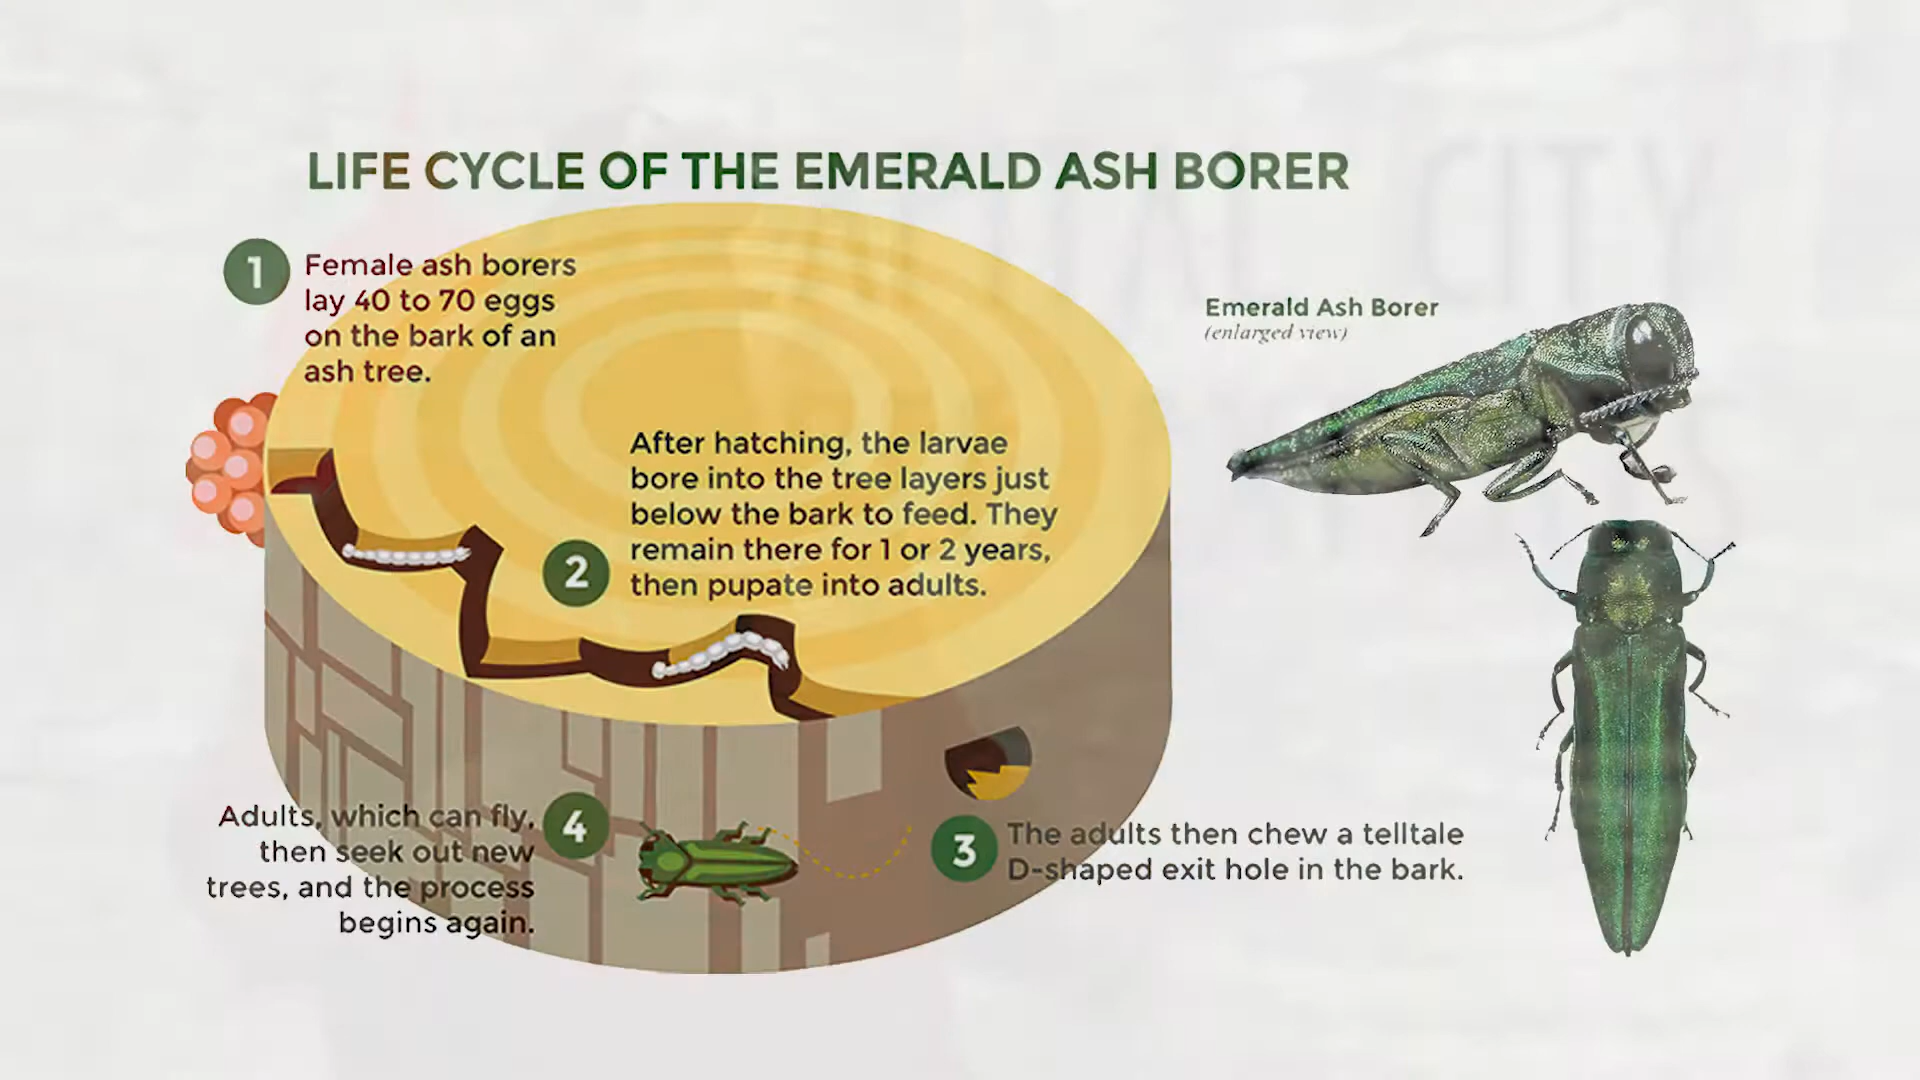 LIFE CYCLE OF THE EMERALD ASH BORER
1
Female ash borers
lay 40 to 70 eggs
on the bark of an
ash tree.
Emerald Ash Borer
(enlarged view)
2
After hatching, the larvae
bore into the tree layers just
below the bark to feed. They
remain there for 1 or 2 years,
then pupate into adults.
3
The adults then chew a telltale
D-shaped exit hole in the bark.
4
Adults, which can fly,
then seek out new
trees, and the process
begins again.
CITY